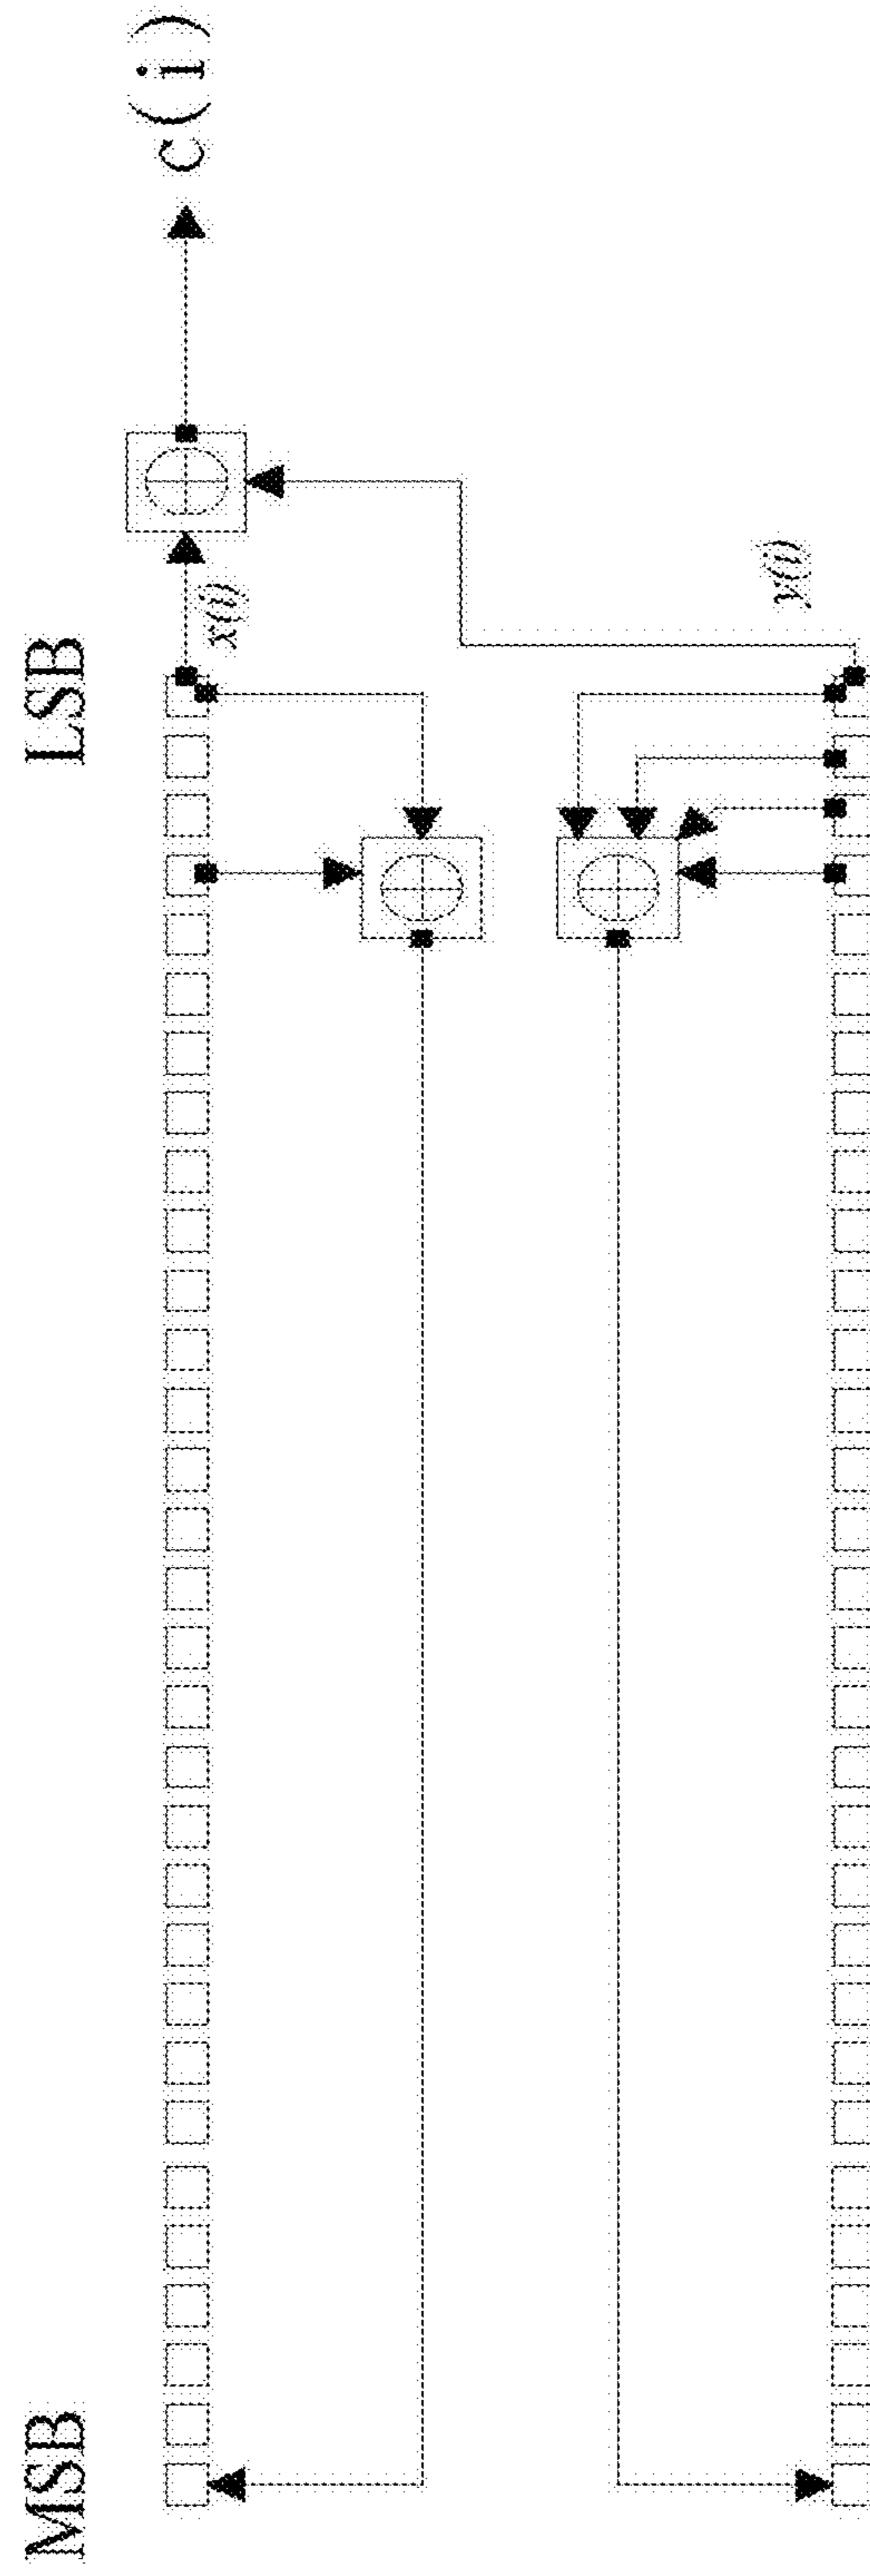 MSB
LSB
x(i)
c(i)
y(i)